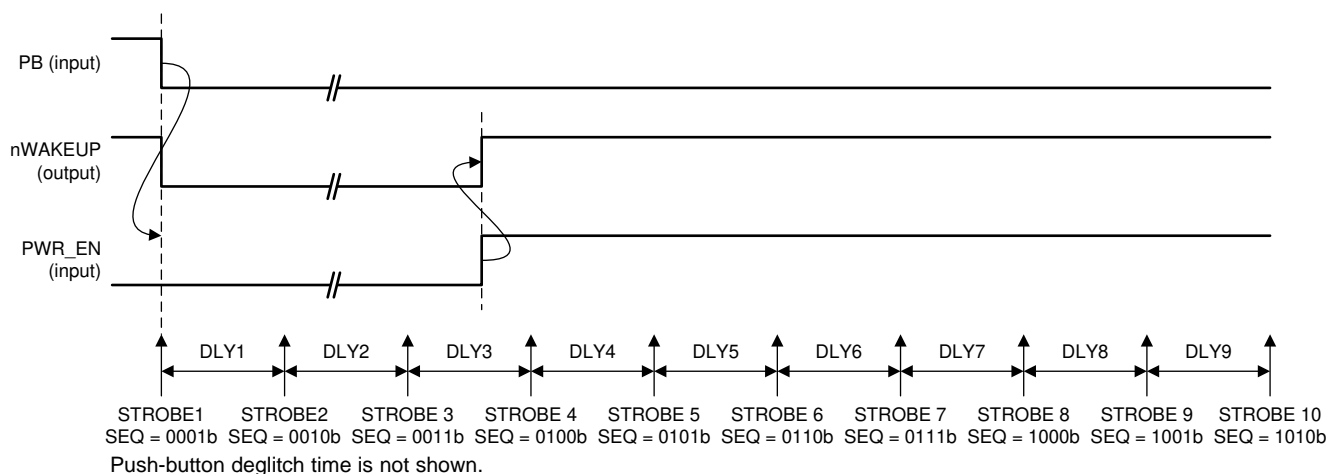 PB (input)
nWAKEUP
(output)
PWR_EN
(input)
DLY1 DLY2 DLY3 DLY4 DLY5 DLY6 DLY7 DLY8 DLY9
STROBE1 STROBE2 STROBE 3 STROBE 4 STROBE 5 STROBE 6 STROBE 7 STROBE 8 STROBE 9 STROBE 10
SEQ = 0001b SEQ = 0010b SEQ = 0011b SEQ = 0100b SEQ = 0101b SEQ = 0110b SEQ = 0111b SEQ = 1000b SEQ = 1001b SEQ = 1010b
Push-button deglitch time is not shown.